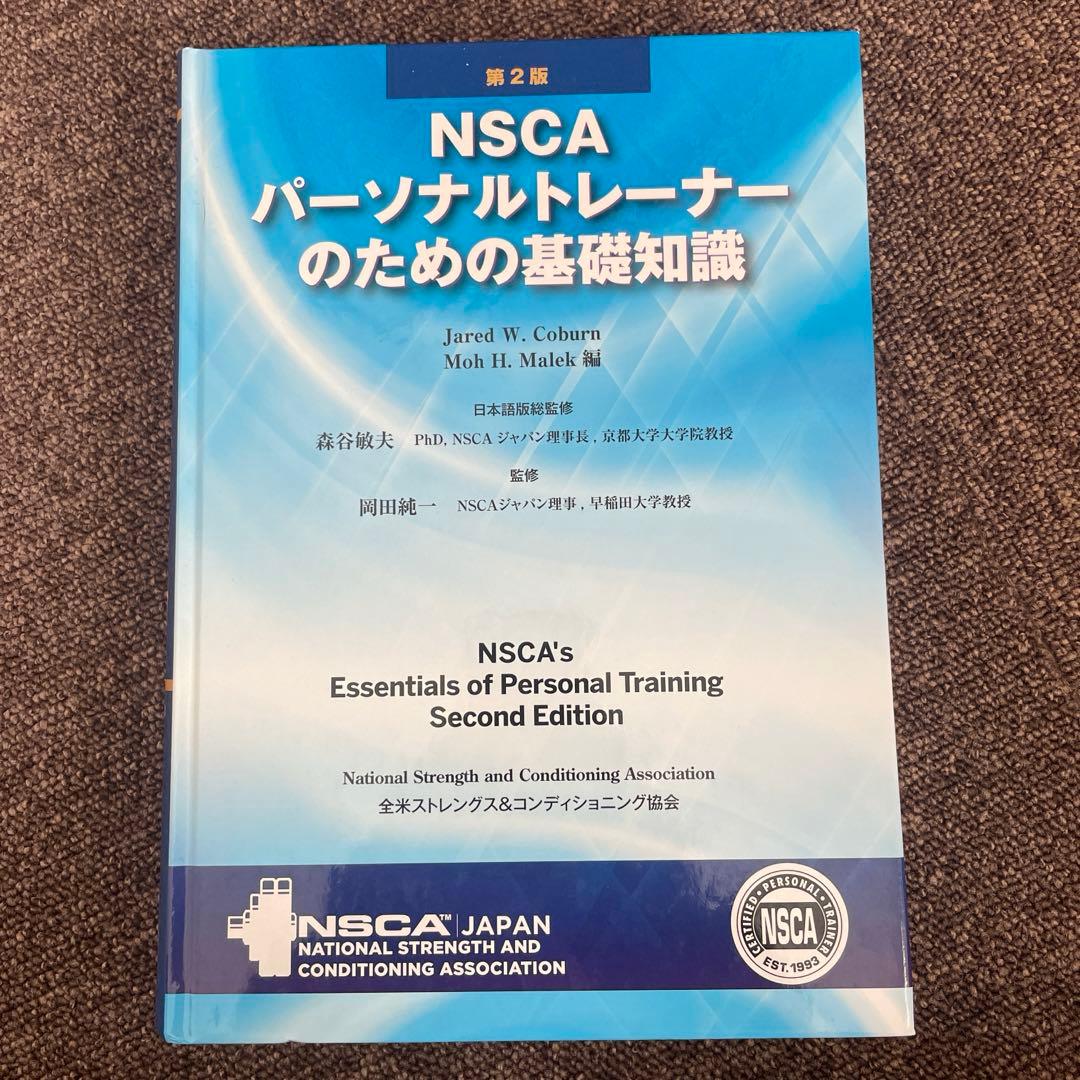 第2版
NSCA
パーソナルトレーナー
のための基礎知識
Jared W. Coburn
Moh H. Malek 編
日本語版総監修
森谷敏夫 PhD, NSCA ジャパン理事長 , 京都大学大学院教授
監修
岡田純一 NSCAジャパン理事 , 早稲田大学教授
NSCA's
Essentials of Personal Training
Second Edition
National Strength and Conditioning Association
全米ストレングス&コンディショニング協会
NSCA™ JAPAN
NATIONAL STRENGTH AND
CONDITIONING ASSOCIATION
CERTIFIED • PERSONAL • TRAINER
NSCA
EST. 1993